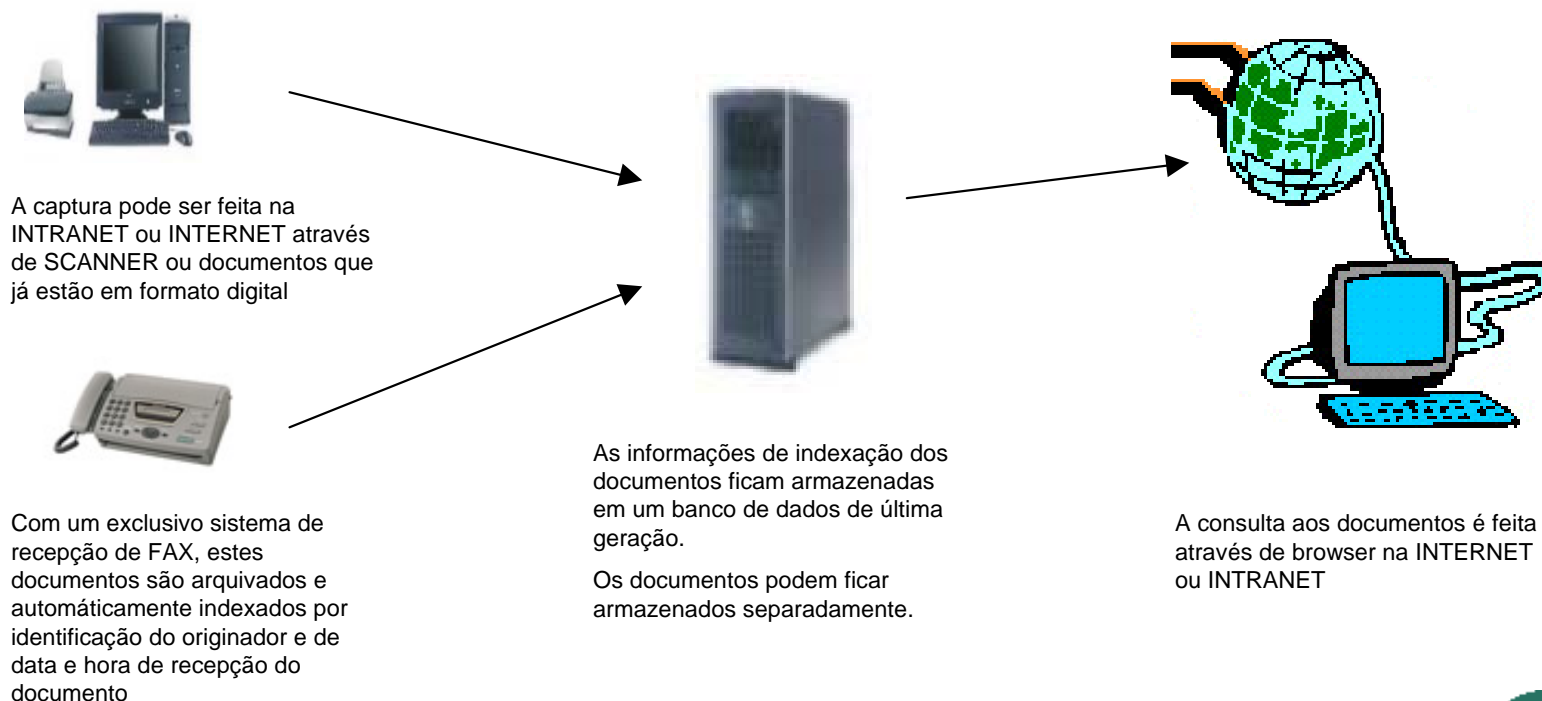 A captura pode ser feita na
INTRANET ou INTERNET através
de SCANNER ou documentos que
já estão em formato digital
Com um exclusivo sistema de
recepção de FAX, estes
documentos são arquivados e
automáticamente indexados por
identificação do originador e de
data e hora de recepção do
documento
As informações de indexação dos
documentos ficam armazenadas
em um banco de dados de última
geração.
Os documentos podem ficar
armazenados separadamente.
A consulta aos documentos é feita
através de browser na INTERNET
ou INTRANET